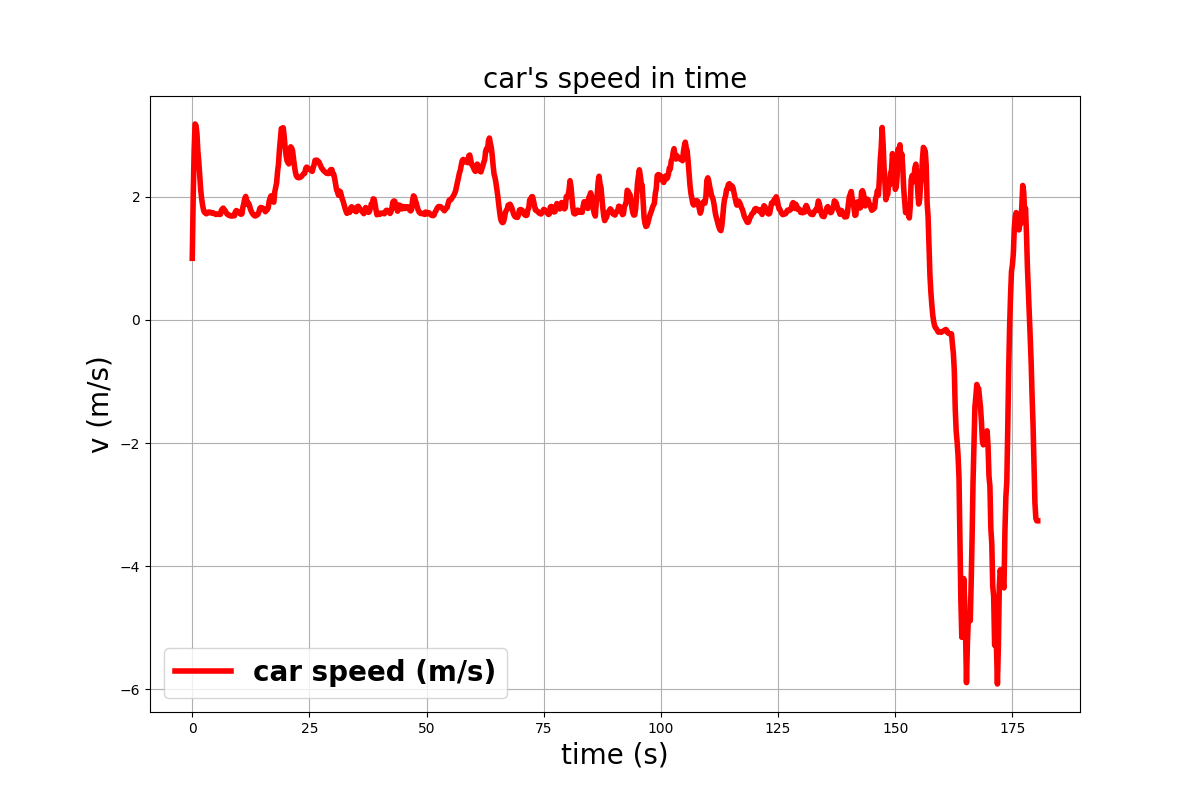 car's speed in time
v (m/s)
2
0
−2
−4
−6
car speed (m/s)
0 25 50 75 100 125 150 175
time (s)